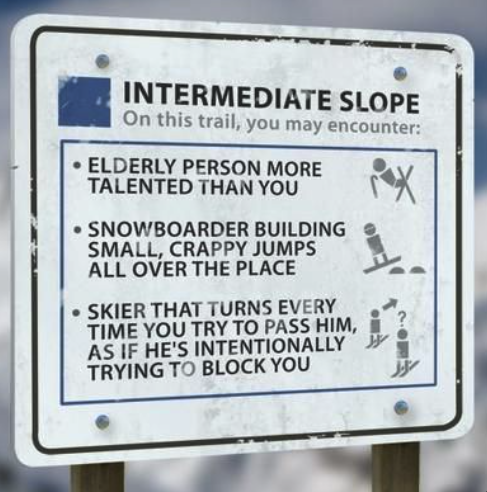 INTERMEDIATE SLOPE
On this trail, you may encounter:
• ELDERLY PERSON MORE
TALENTED THAN YOU
• SNOWBOARDER BUILDING
SMALL, CRAPPY JUMPS
ALL OVER THE PLACE
• SKIER THAT TURNS EVERY
TIME YOU TRY TO PASS HIM,
AS IF HE'S INTENTIONALLY
TRYING TO BLOCK YOU
?